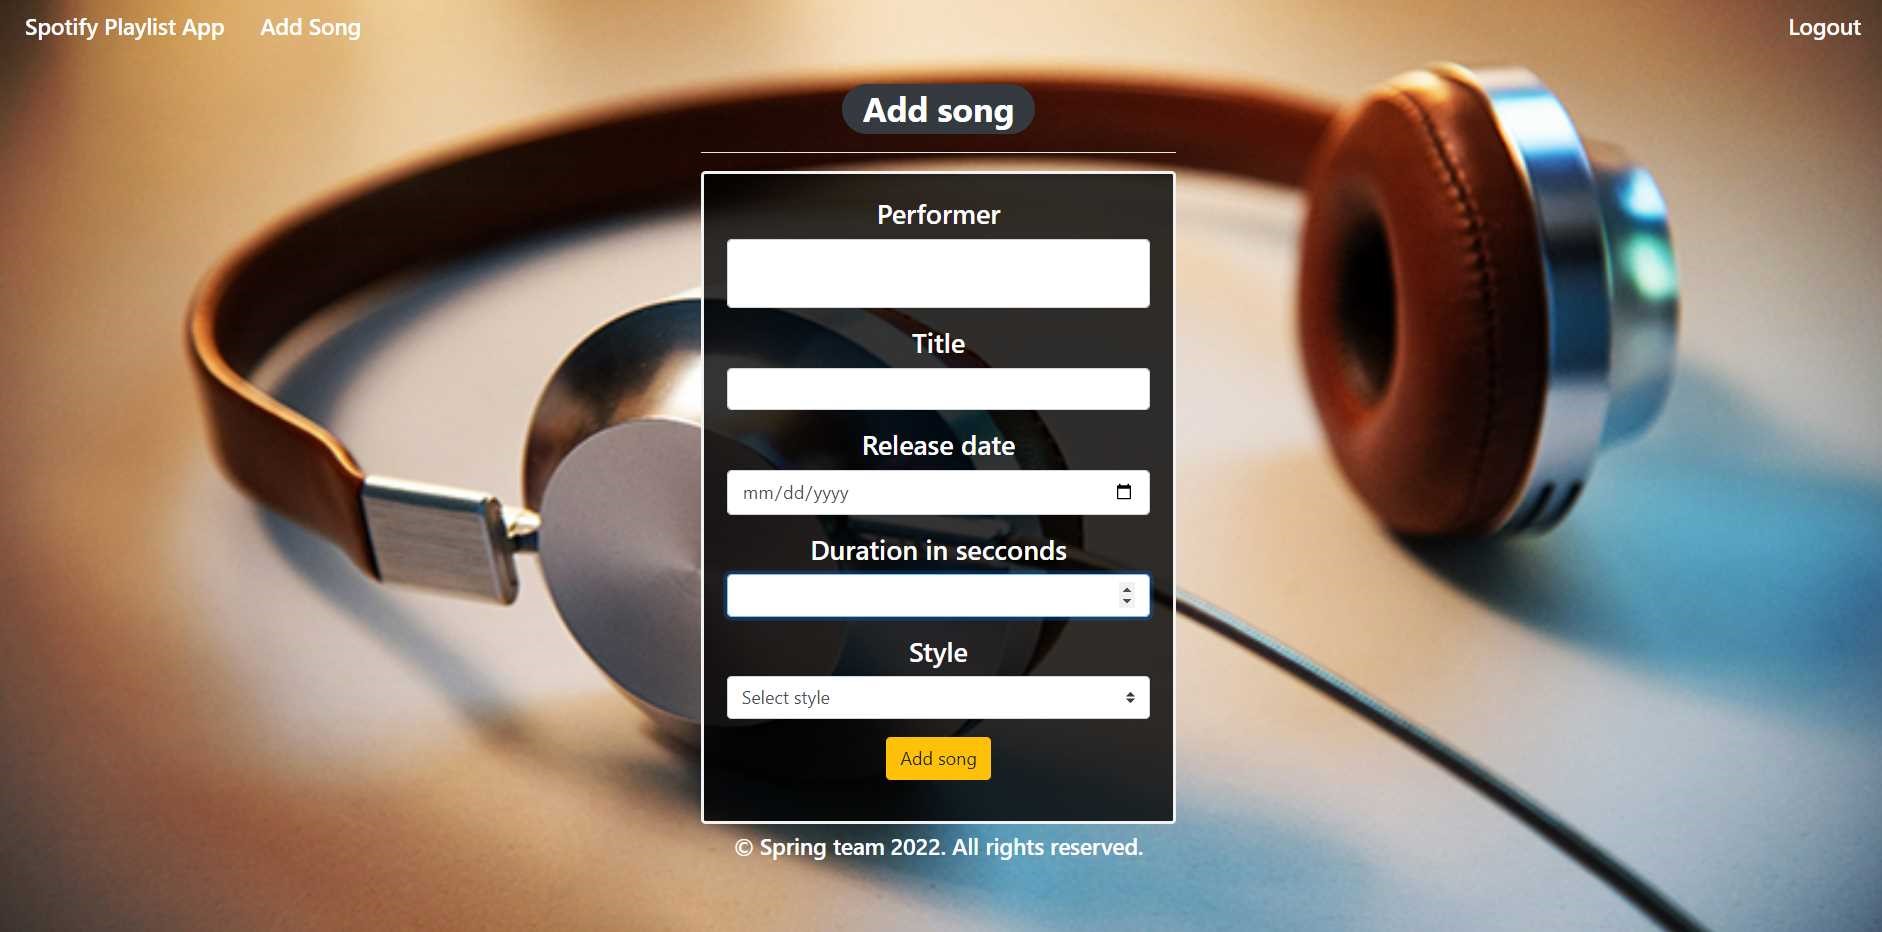 Spotify Playlist App
Add Song
Logout
Add song
Performer
Title
Release date
mm/dd/yyyy
Duration in secconds
Style
Select style
Add song
© Spring team 2022. All rights reserved.